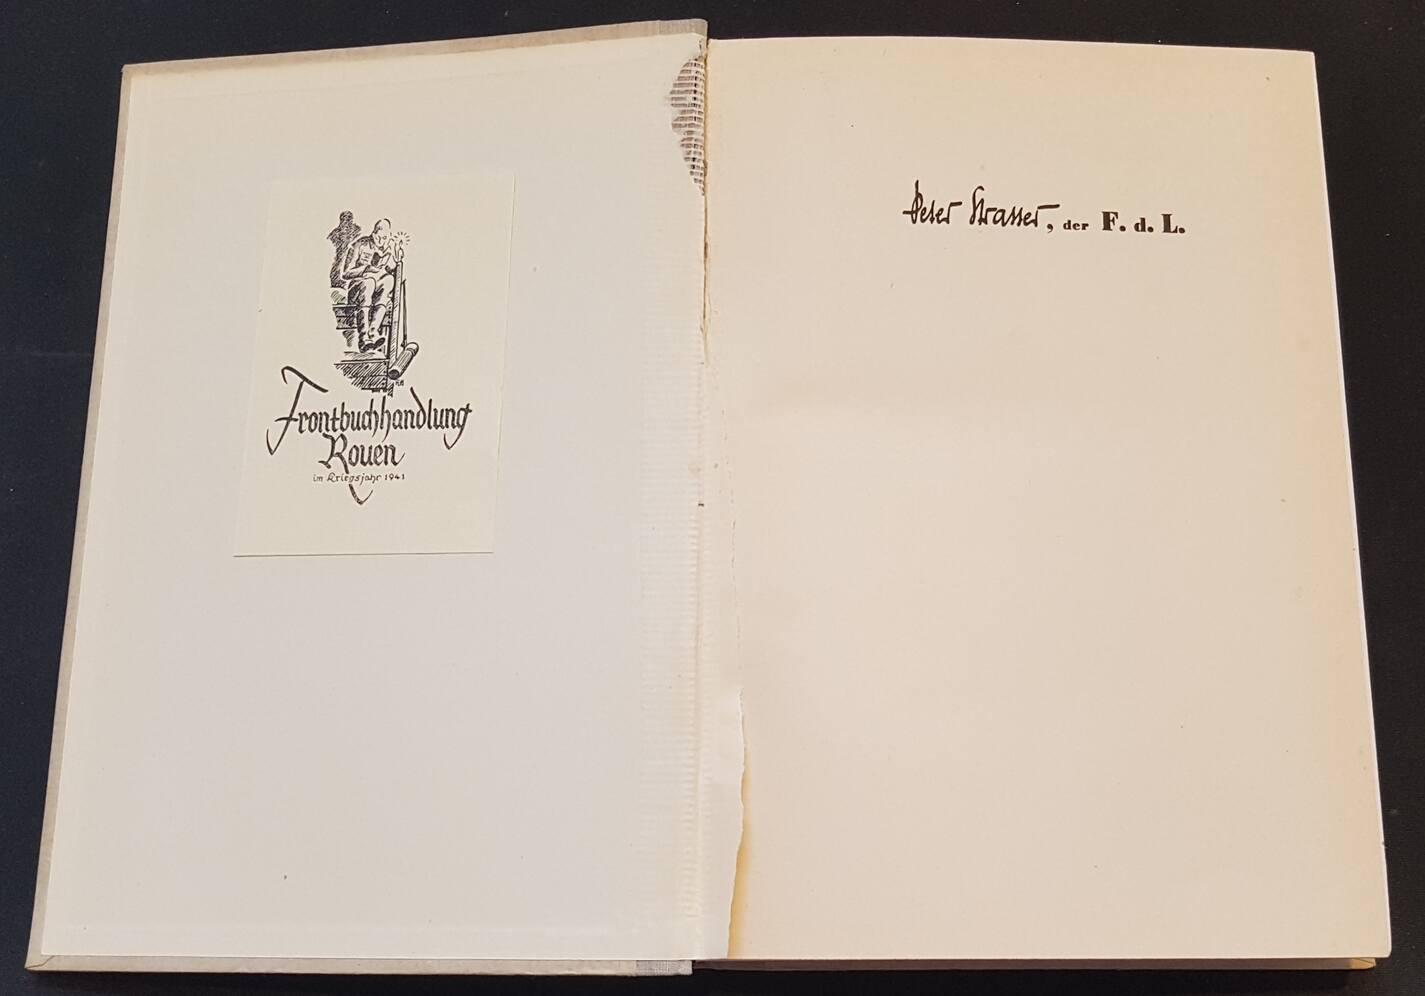 Frontbuchhandlung
Rouen
im Kriegsjahr 1941
Peter Strasser, der F. d. L.